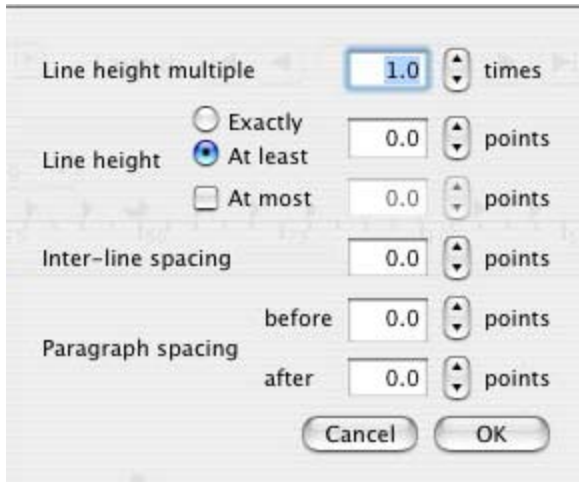 Line height multiple 1.0 times
Exactly
Line height At least 0.0 points
At most 0.0 points
Inter-line spacing 0.0 points
before 0.0 points
Paragraph spacing
after 0.0 points
Cancel OK